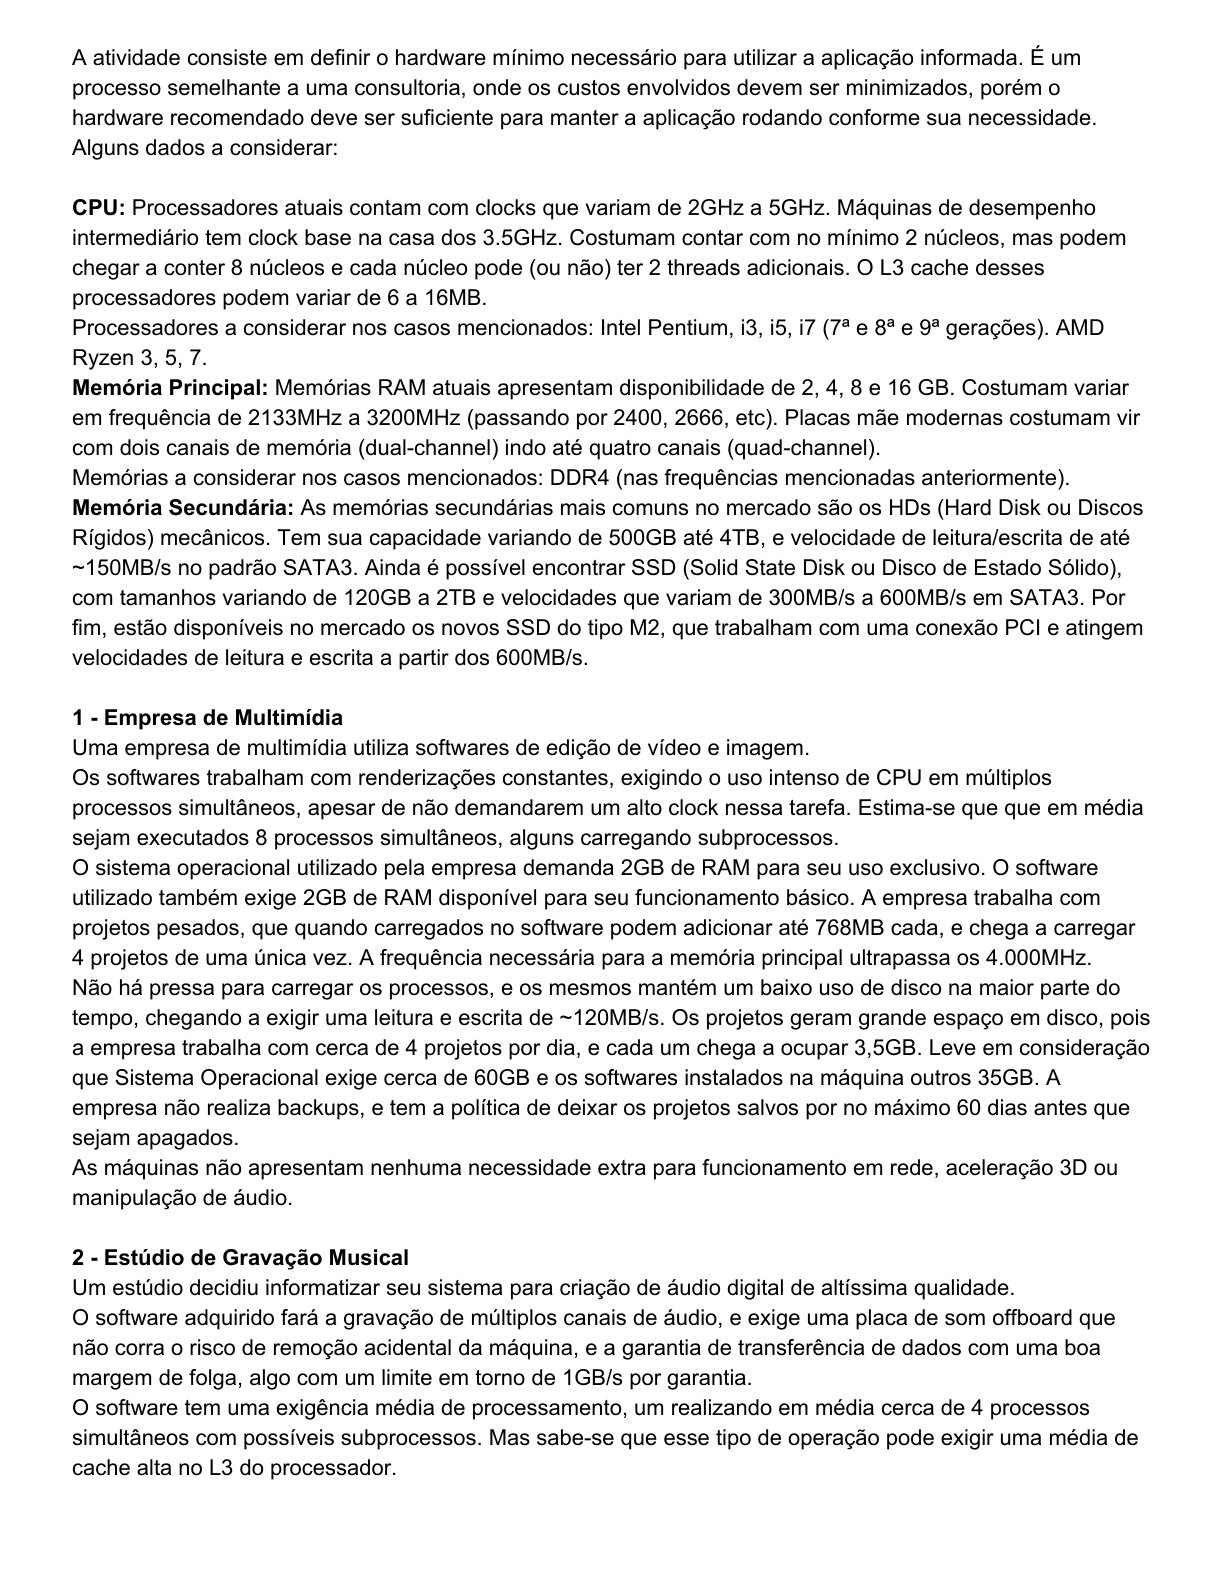 A atividade consiste em definir o hardware mínimo necessário para utilizar a aplicação informada. É um
processo semelhante a uma consultoria, onde os custos envolvidos devem ser minimizados, porém o
hardware recomendado deve ser suficiente para manter a aplicação rodando conforme sua necessidade.
Alguns dados a considerar:
CPU: Processadores atuais contam com clocks que variam de 2GHz a 5GHz. Máquinas de desempenho
intermediário tem clock base na casa dos 3.5GHz. Costumam contar com no mínimo 2 núcleos, mas podem
chegar a conter 8 núcleos e cada núcleo pode (ou não) ter 2 threads adicionais. O L3 cache desses
processadores podem variar de 6 a 16MB.
Processadores a considerar nos casos mencionados: Intel Pentium, i3, i5, i7 (7ª e 8ª e 9ª gerações). AMD
Ryzen 3, 5, 7.
Memória Principal: Memórias RAM atuais apresentam disponibilidade de 2, 4, 8 e 16 GB. Costumam variar
em frequência de 2133MHz a 3200MHz (passando por 2400, 2666, etc). Placas mãe modernas costumam vir
com dois canais de memória (dual-channel) indo até quatro canais (quad-channel).
Memórias a considerar nos casos mencionados: DDR4 (nas frequências mencionadas anteriormente).
Memória Secundária: As memórias secundárias mais comuns no mercado são os HDs (Hard Disk ou Discos
Rígidos) mecânicos. Tem sua capacidade variando de 500GB até 4TB, e velocidade de leitura/escrita de até
~150MB/s no padrão SATA3. Ainda é possível encontrar SSD (Solid State Disk ou Disco de Estado Sólido),
com tamanhos variando de 120GB a 2TB e velocidades que variam de 300MB/s a 600MB/s em SATA3. Por
fim, estão disponíveis no mercado os novos SSD do tipo M2, que trabalham com uma conexão PCI e atingem
velocidades de leitura e escrita a partir dos 600MB/s.
1 - Empresa de Multimídia
Uma empresa de multimídia utiliza softwares de edição de vídeo e imagem.
Os softwares trabalham com renderizações constantes, exigindo o uso intenso de CPU em múltiplos
processos simultâneos, apesar de não demandarem um alto clock nessa tarefa. Estima-se que que em média
sejam executados 8 processos simultâneos, alguns carregando subprocessos.
O sistema operacional utilizado pela empresa demanda 2GB de RAM para seu uso exclusivo. O software
utilizado também exige 2GB de RAM disponível para seu funcionamento básico. A empresa trabalha com
projetos pesados, que quando carregados no software podem adicionar até 768MB cada, e chega a carregar
4 projetos de uma única vez. A frequência necessária para a memória principal ultrapassa os 4.000MHz.
Não há pressa para carregar os processos, e os mesmos mantém um baixo uso de disco na maior parte do
tempo, chegando a exigir uma leitura e escrita de ~120MB/s. Os projetos geram grande espaço em disco, pois
a empresa trabalha com cerca de 4 projetos por dia, e cada um chega a ocupar 3,5GB. Leve em consideração
que Sistema Operacional exige cerca de 60GB e os softwares instalados na máquina outros 35GB. A
empresa não realiza backups, e tem a política de deixar os projetos salvos por no máximo 60 dias antes que
sejam apagados.
As máquinas não apresentam nenhuma necessidade extra para funcionamento em rede, aceleração 3D ou
manipulação de áudio.
2 - Estúdio de Gravação Musical
Um estúdio decidiu informatizar seu sistema para criação de áudio digital de altíssima qualidade.
O software adquirido fará a gravação de múltiplos canais de áudio, e exige uma placa de som offboard que
não corra o risco de remoção acidental da máquina, e a garantia de transferência de dados com uma boa
margem de folga, algo com um limite em torno de 1GB/s por garantia.
O software tem uma exigência média de processamento, um realizando em média cerca de 4 processos
simultâneos com possíveis subprocessos. Mas sabe-se que esse tipo de operação pode exigir uma média de
cache alta no L3 do processador.